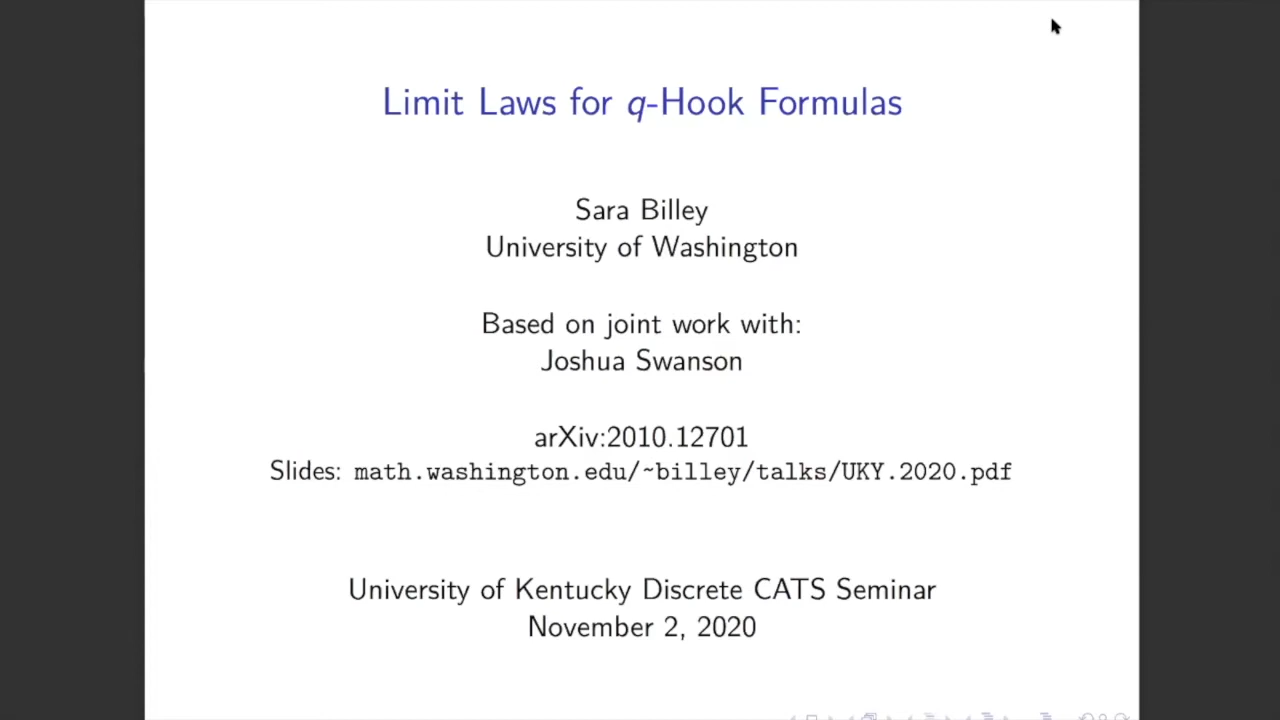 Limit Laws for q-Hook Formulas
Sara Billey
University of Washington
Based on joint work with:
Joshua Swanson
arXiv:2010.12701
Slides: math.washington.edu/~billey/talks/UKY.2020.pdf
University of Kentucky Discrete CATS Seminar
November 2, 2020